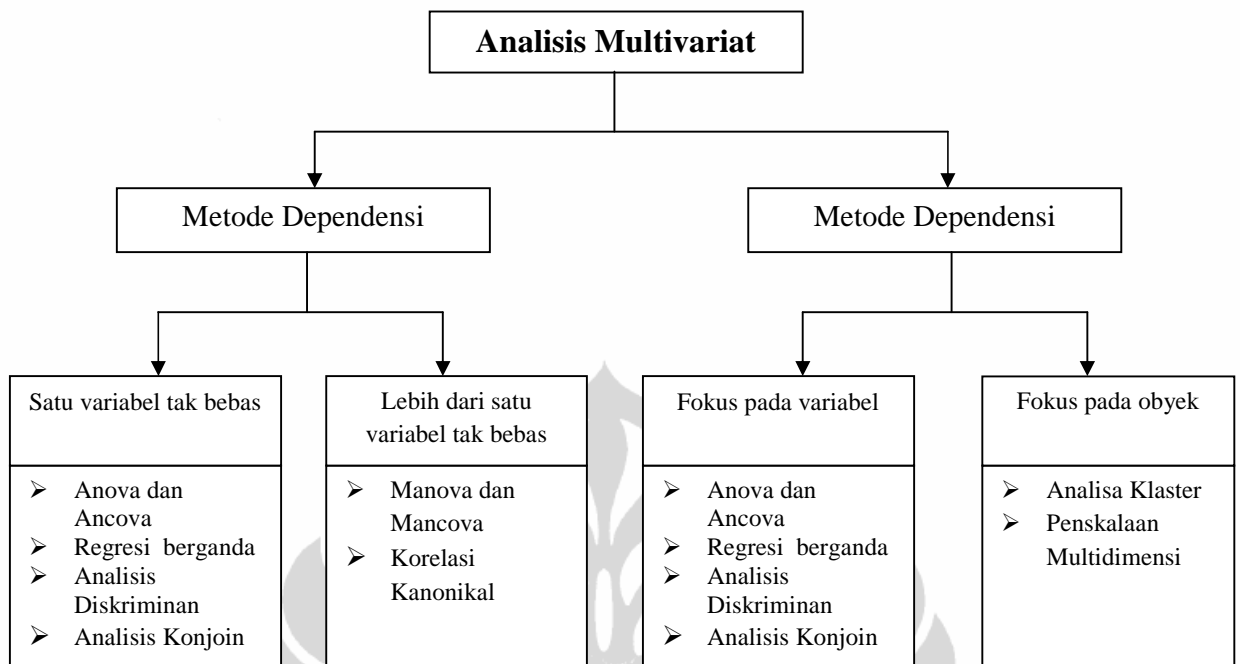 Analisis Multivariat
Metode Dependensi
Metode Dependensi
Satu variabel tak bebas
➢ Anova dan
Ancova
➢ Regresi berganda
➢ Analisis
Diskriminan
➢ Analisis Konjoin
Lebih dari satu
variabel tak bebas
➢ Manova dan
Mancova
➢ Korelasi
Kanonikal
Fokus pada variabel
➢ Anova dan
Ancova
➢ Regresi berganda
➢ Analisis
Diskriminan
➢ Analisis Konjoin
Fokus pada obyek
➢ Analisa Klaster
➢ Penskalaan
Multidimensi